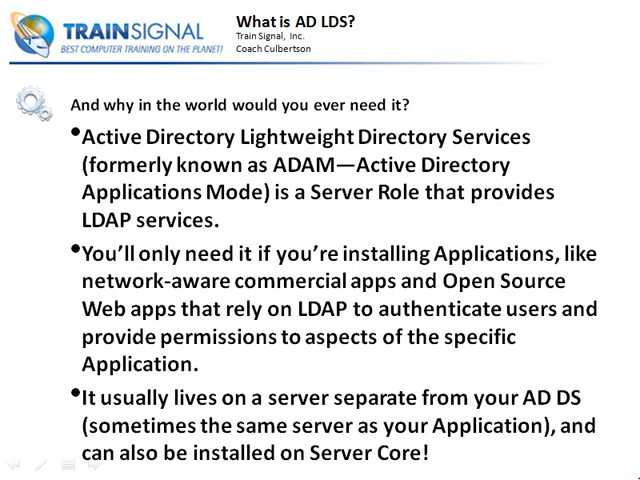 TRAINSIGNAL
BEST COMPUTER TRAINING ON THE PLANET!
What is AD LDS?
Train Signal, Inc.
Coach Culbertson
And why in the world would you ever need it?
•Active Directory Lightweight Directory Services
(formerly known as ADAM—Active Directory
Applications Mode) is a Server Role that provides
LDAP services.
•You’ll only need it if you’re installing Applications, like
network-aware commercial apps and Open Source
Web apps that rely on LDAP to authenticate users and
provide permissions to aspects of the specific
Application.
•It usually lives on a server separate from your AD DS
(sometimes the same server as your Application), and
can also be installed on Server Core!